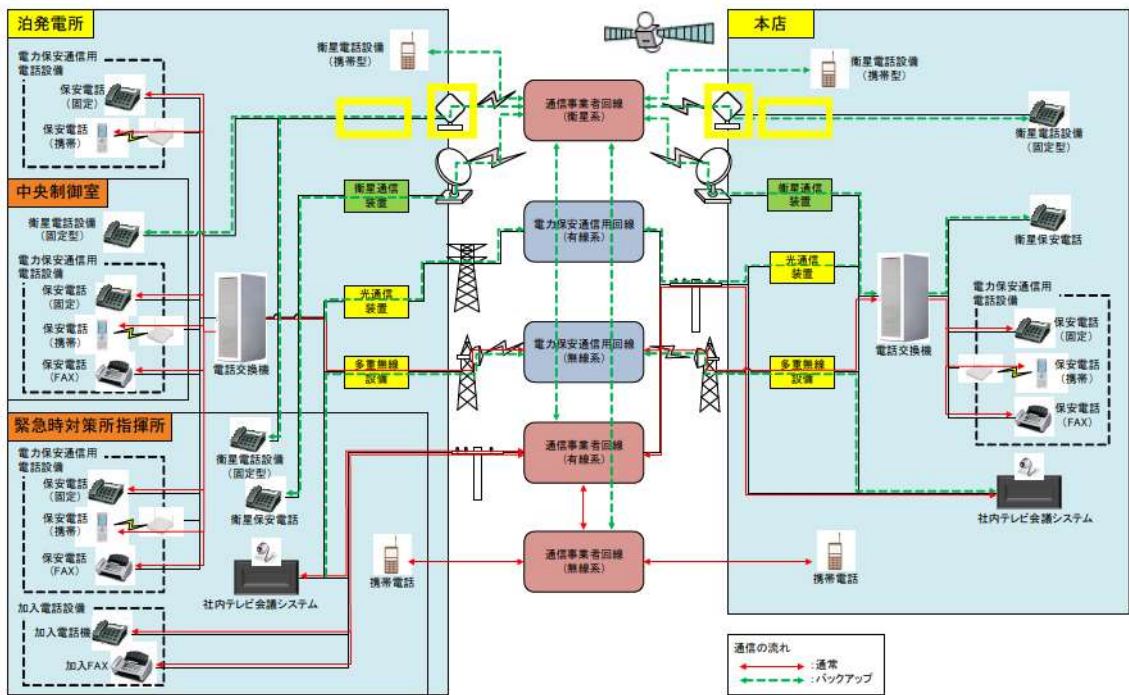 泊発電所
電力保安通信用
電話設備
保安電話
(固定)
保安電話
(携帯)
衛星電話設備
(携帯型)
中央制御室
衛星電話設備
(固定型)
電力保安通信用
電話設備
保安電話
(固定)
保安電話
(携帯)
保安電話
(FAX)
電話交換機
衛星通信
装置
光通信
装置
多重無線
設備
緊急時対策所指揮所
電力保安通信用
電話設備
保安電話
(固定)
保安電話
(携帯)
保安電話
(FAX)
衛星電話設備
(固定型)
衛星保安電話
社内テレビ会議システム
携帯電話
加入電話設備
加入電話機
加入FAX
通信事業者回線
(衛星系)
電力保安通信用回線
(有線系)
電力保安通信用回線
(無線系)
通信事業者回線
(有線系)
通信事業者回線
(無線系)
本店
衛星電話設備
(携帯型)
衛星電話設備
(固定型)
衛星通信
装置
衛星保安電話
光通信
装置
電話交換機
多重無線
設備
電力保安通信用
電話設備
保安電話
(固定)
保安電話
(携帯)
保安電話
(FAX)
社内テレビ会議システム
携帯電話
通信の流れ
:通常
:バックアップ